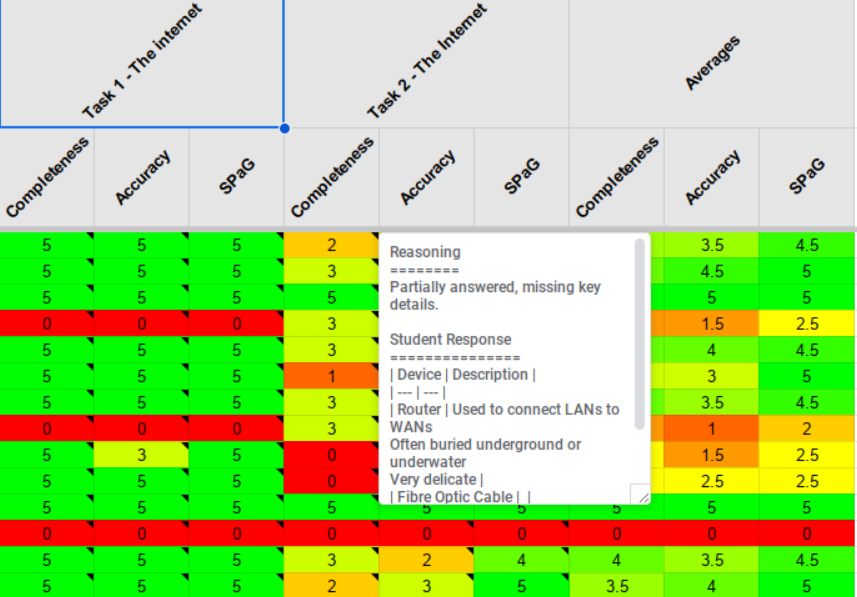 Task 1 - The internet Task 2 - The Internet Averages
Completeness Accuracy SPaG Completeness Accuracy SPaG Completeness Accuracy SPaG
5 5 5 2 3.5 4.5
5 5 5 3 4.5 5
5 5 5 5 5 5
0 0 0 3 1.5 2.5
5 5 5 3 4 4.5
5 5 5 1 3 5
5 5 5 3 3.5 4.5
0 0 0 3 1 2
5 3 5 0 1.5 2.5
5 5 5 0 2.5 2.5
5 5 5 5 5 5 5 5 5
0 0 0 0 0 0 0 0 0
5 5 5 3 2 4 4 3.5 4.5
5 5 5 2 3 5 3.5 4 5
Reasoning
========
Partially answered, missing key
details.
Student Response
===============
| Device | Description |
| --- | --- |
| Router | Used to connect LANs to
WANs
Often buried underground or
underwater
Very delicate |
| Fibre Optic Cable | |